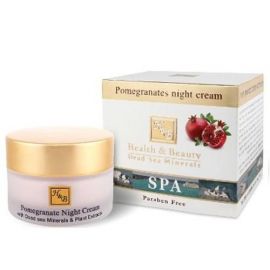 Pomegranates night cream
H&B
Health & Beauty
Dead Sea Minerals
SPA
Paraben Free
H&B
Pomegranate Night Cream
with Dead sea Minerals & Plant Extracts